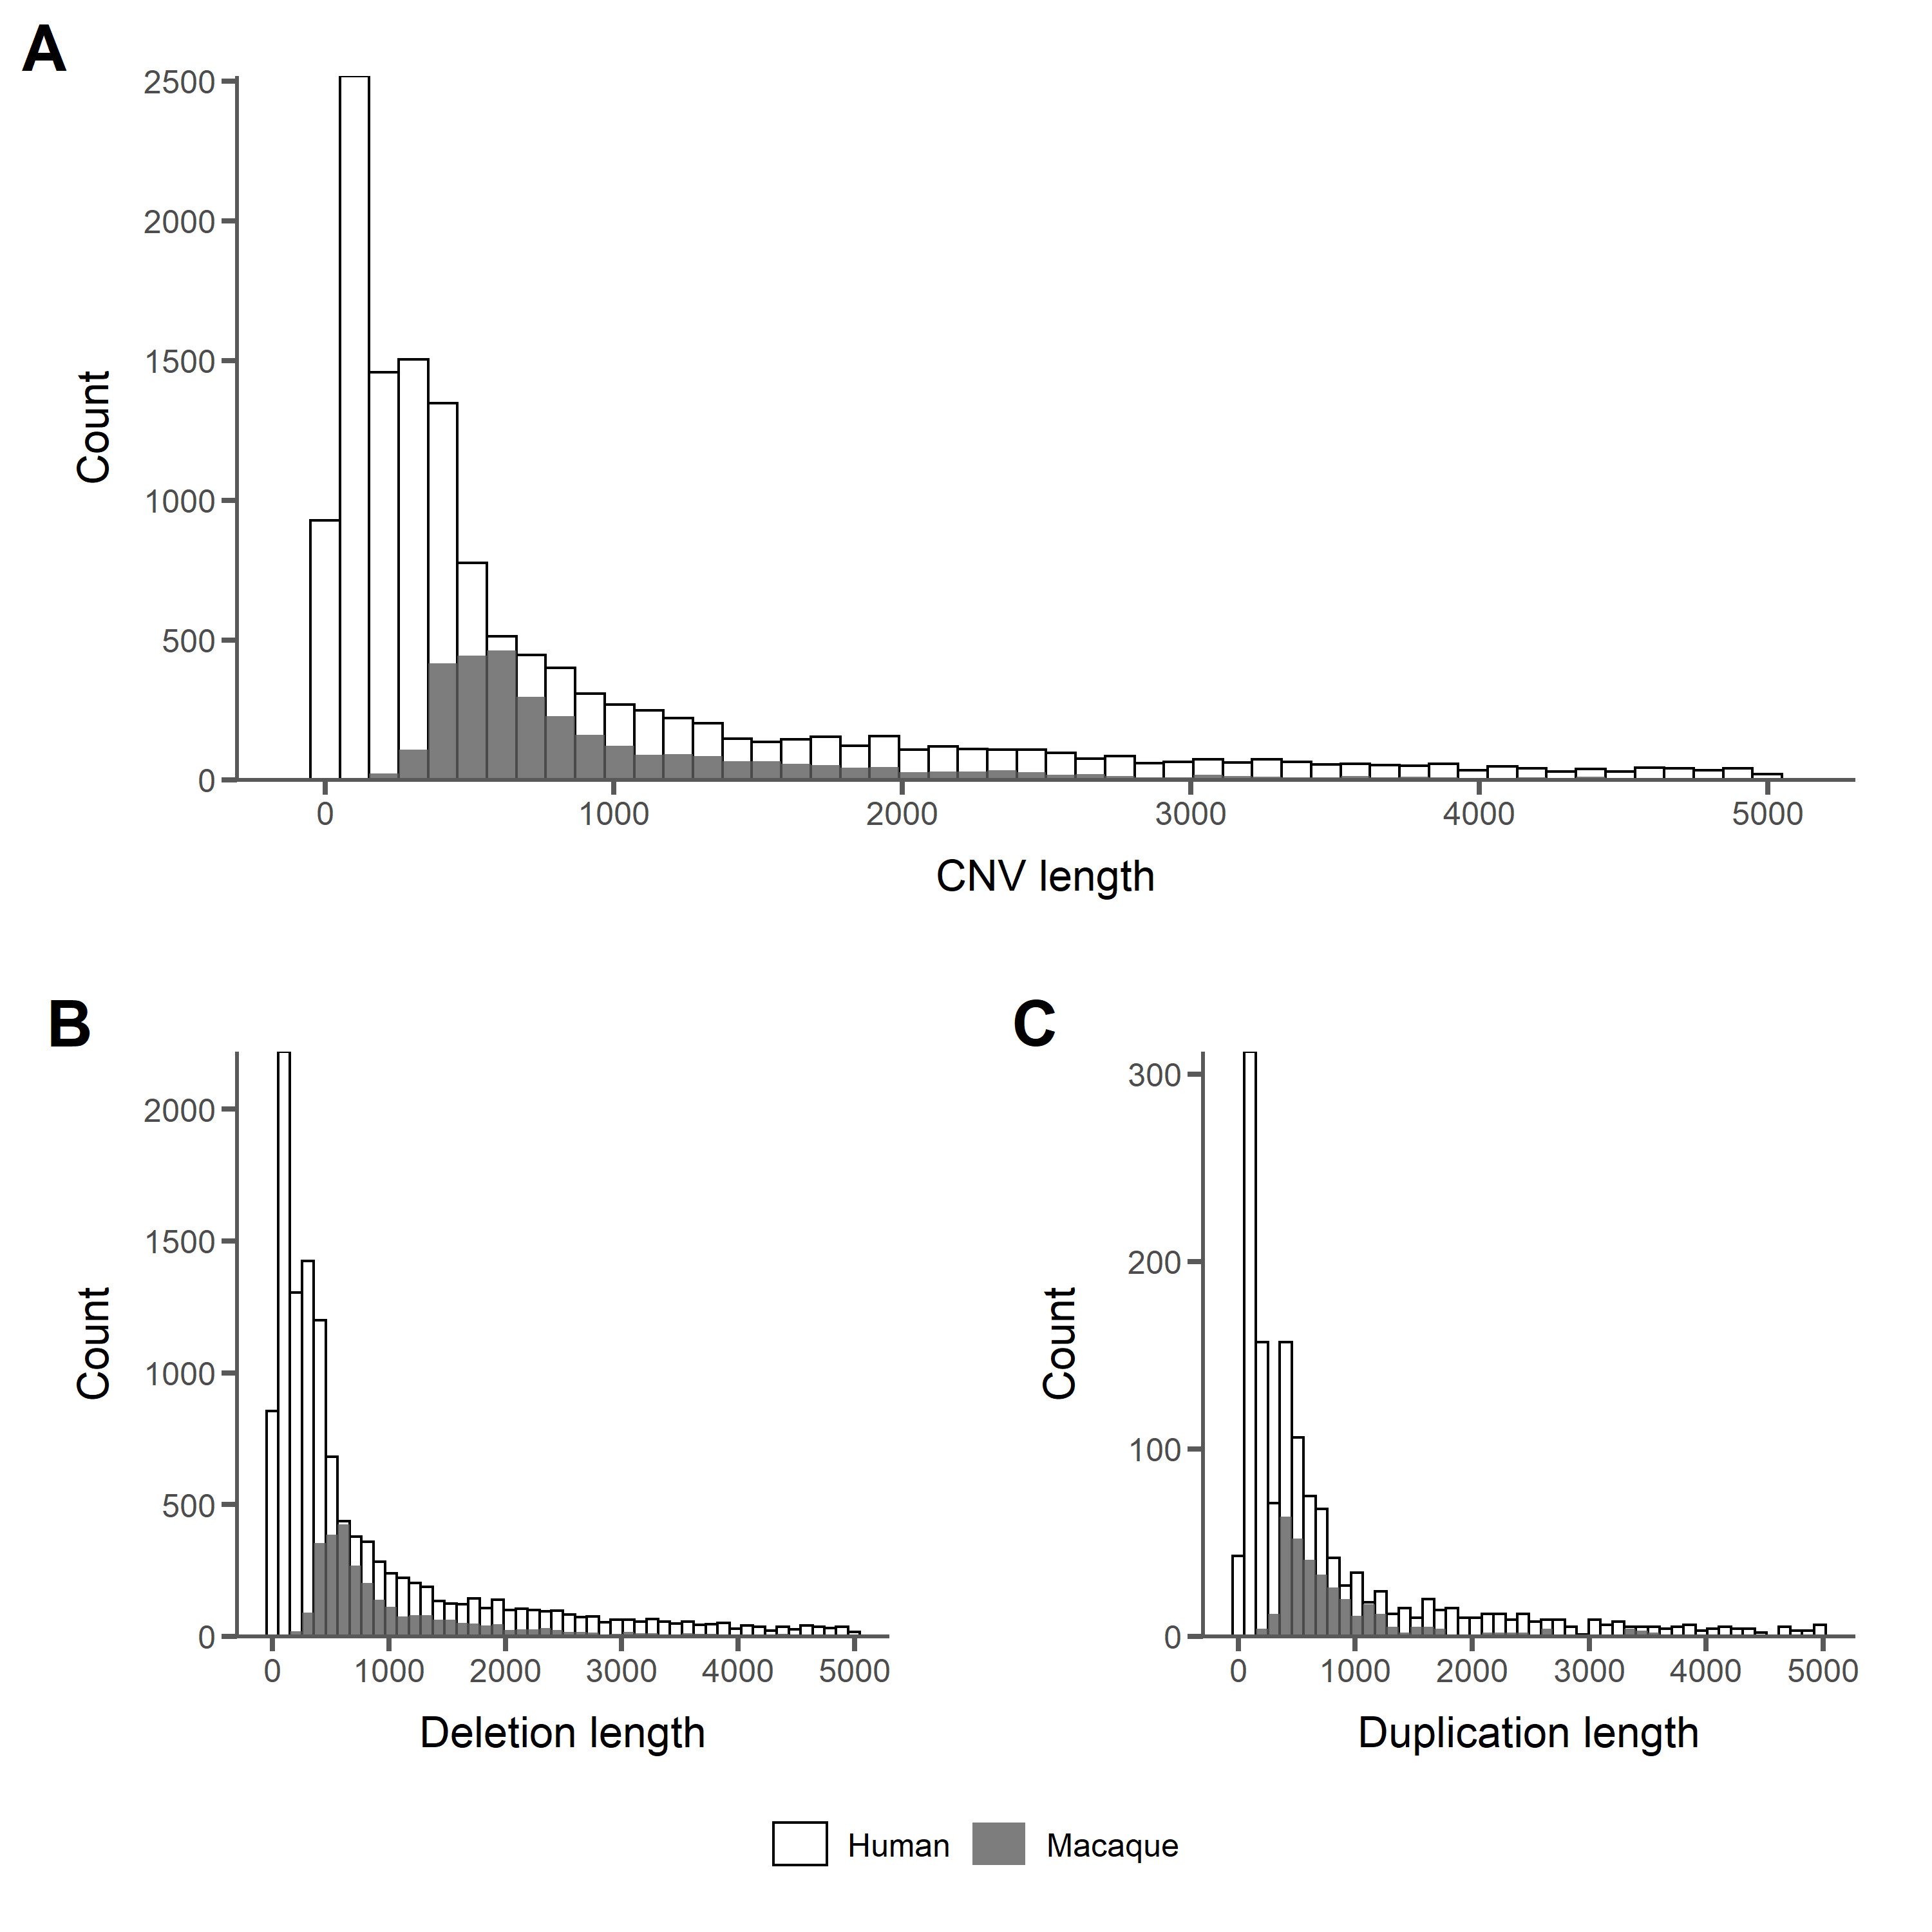 A
2500
2000
1500
1000
500
0
Count
0 1000 2000 3000 4000 5000
CNV length
B
2000
1500
1000
500
0
Count
0 1000 2000 3000 4000 5000
Deletion length
C
300
200
100
0
Count
0 1000 2000 3000 4000 5000
Duplication length
Human Macaque